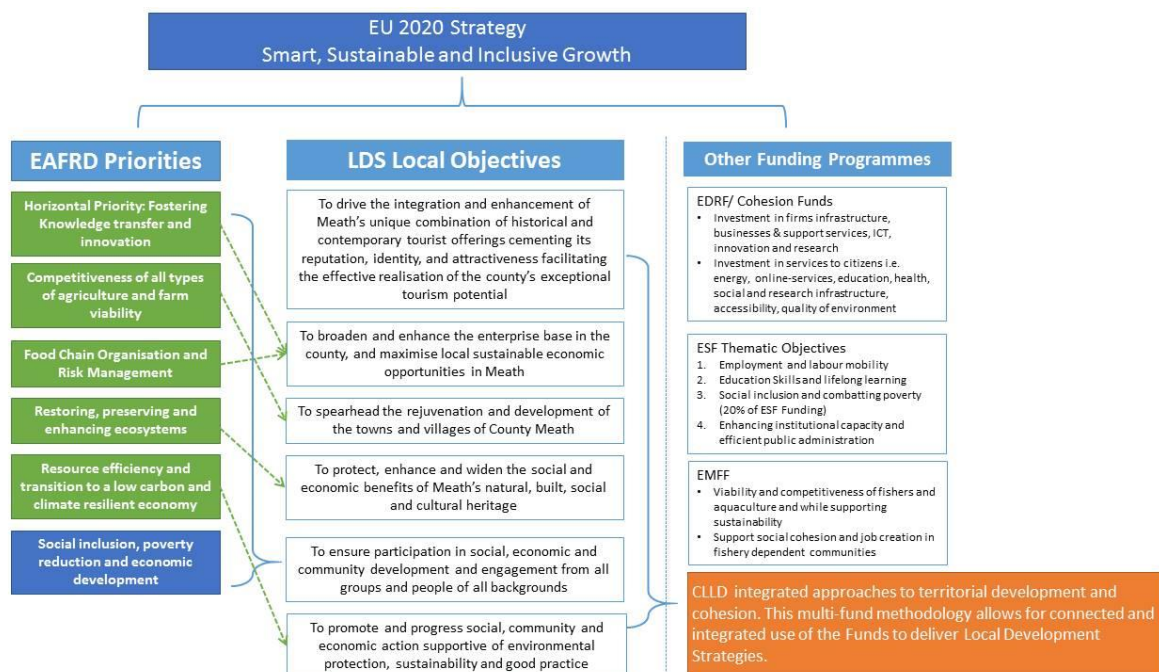 EU 2020 Strategy
Smart, Sustainable and Inclusive Growth
EAFRD Priorities
Horizontal Priority: Fostering
Knowledge transfer and
innovation
Competitiveness of all types
of agriculture and farm
viability
Food Chain Organisation and
Risk Management
Restoring, preserving and
enhancing ecosystems
Resource efficiency and
transition to a low carbon and
climate resilient economy
Social inclusion, poverty
reduction and economic
development
LDS Local Objectives
To drive the integration and enhancement of
Meath's unique combination of historical and
contemporary tourist offerings cementing its
reputation, identity, and attractiveness facilitating
the effective realisation of the county's exceptional
tourism potential
To broaden and enhance the enterprise base in the
county, and maximise local sustainable economic
opportunities in Meath
To spearhead the rejuvenation and development of
the towns and villages of County Meath
To protect, enhance and widen the social and
economic benefits of Meath's natural, built, social
and cultural heritage
To ensure participation in social, economic and
community development and engagement from all
groups and people of all backgrounds
To promote and progress social, community and
economic action supportive of environmental
protection, sustainability and good practice
Other Funding Programmes
EDRF/ Cohesion Funds
• Investment in firms infrastructure,
businesses & support services, ICT,
innovation and research
• Investment in services to citizens i.e.
energy, online-services, education, health,
social and research infrastructure,
accessibility, quality of environment
ESF Thematic Objectives
1. Employment and labour mobility
2. Education Skills and lifelong learning
3. Social inclusion and combatting poverty
(20% of ESF Funding)
4. Enhancing institutional capacity and
efficient public administration
EMFF
• Viability and competitiveness of fishers and
aquaculture and while supporting
sustainability
• Support social cohesion and job creation in
fishery dependent communities
CLLD integrated approaches to territorial development and
cohesion. This multi-fund methodology allows for connected and
integrated use of the Funds to deliver Local Development
Strategies.